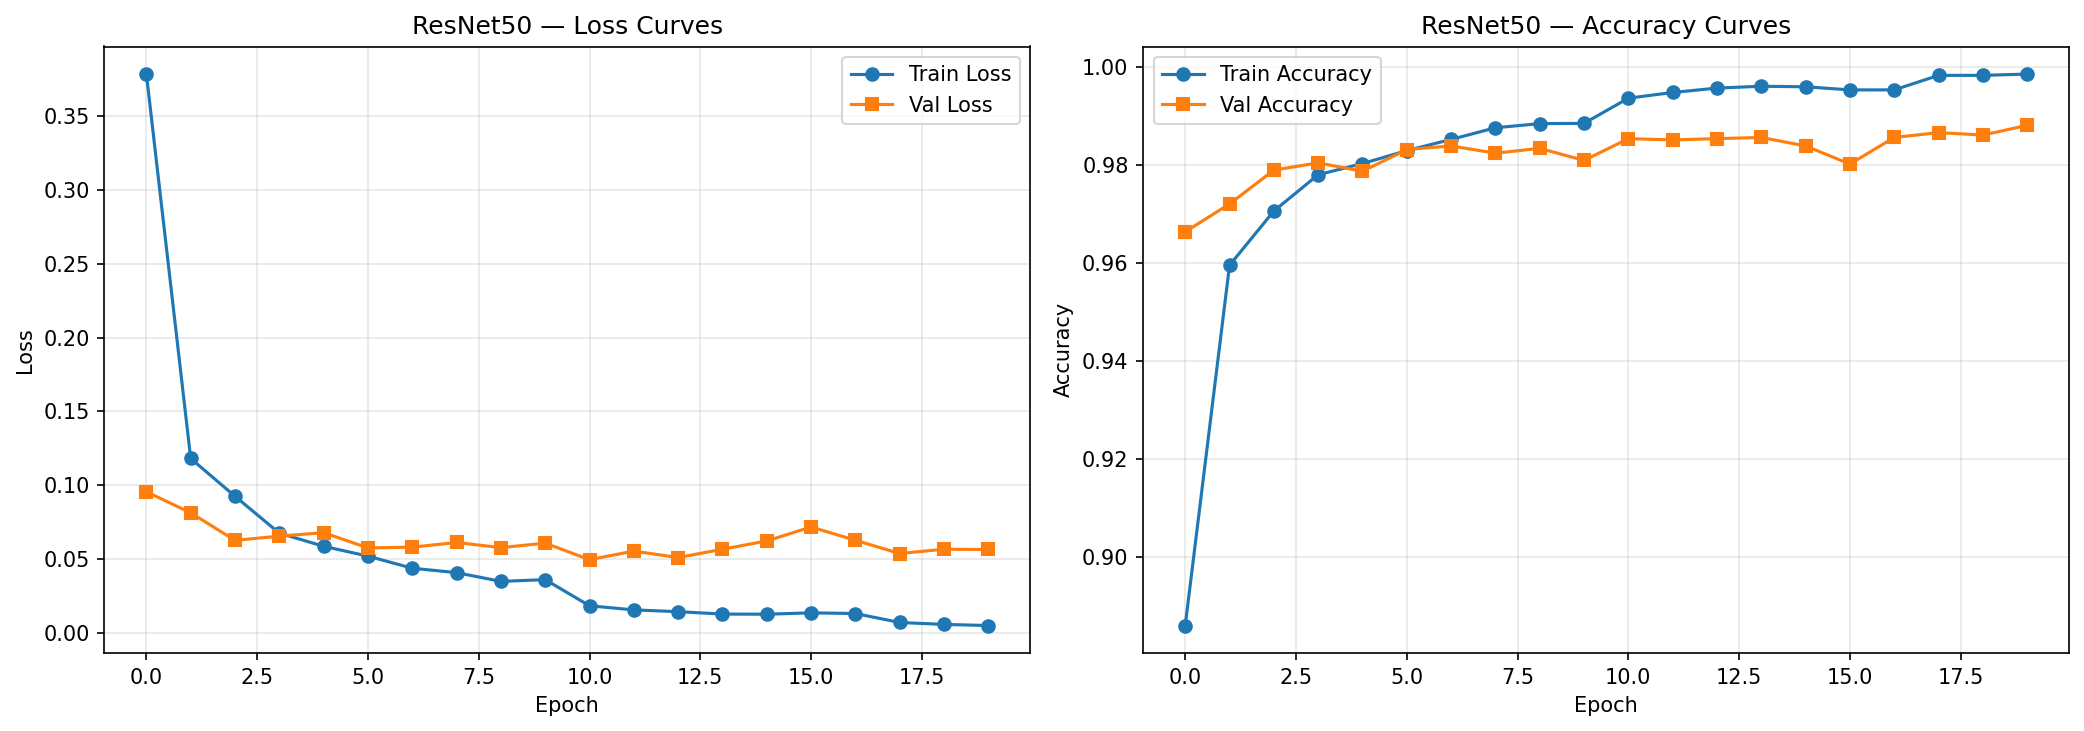 ResNet50 — Loss Curves
Train Loss
Val Loss
0.35
0.30
0.25
0.20
0.15
0.10
0.05
0.00
Loss
0.0 2.5 5.0 7.5 10.0 12.5 15.0 17.5
Epoch
ResNet50 — Accuracy Curves
Train Accuracy
Val Accuracy
1.00
0.98
0.96
0.94
0.92
0.90
Accuracy
0.0 2.5 5.0 7.5 10.0 12.5 15.0 17.5
Epoch